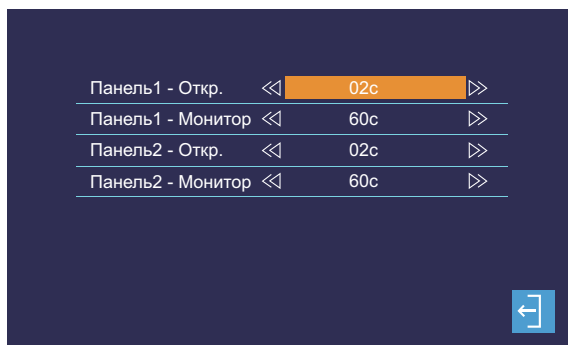 Панель1 - Откр. 02с
Панель1 - Монитор 60с
Панель2 - Откр. 02с
Панель2 - Монитор 60с